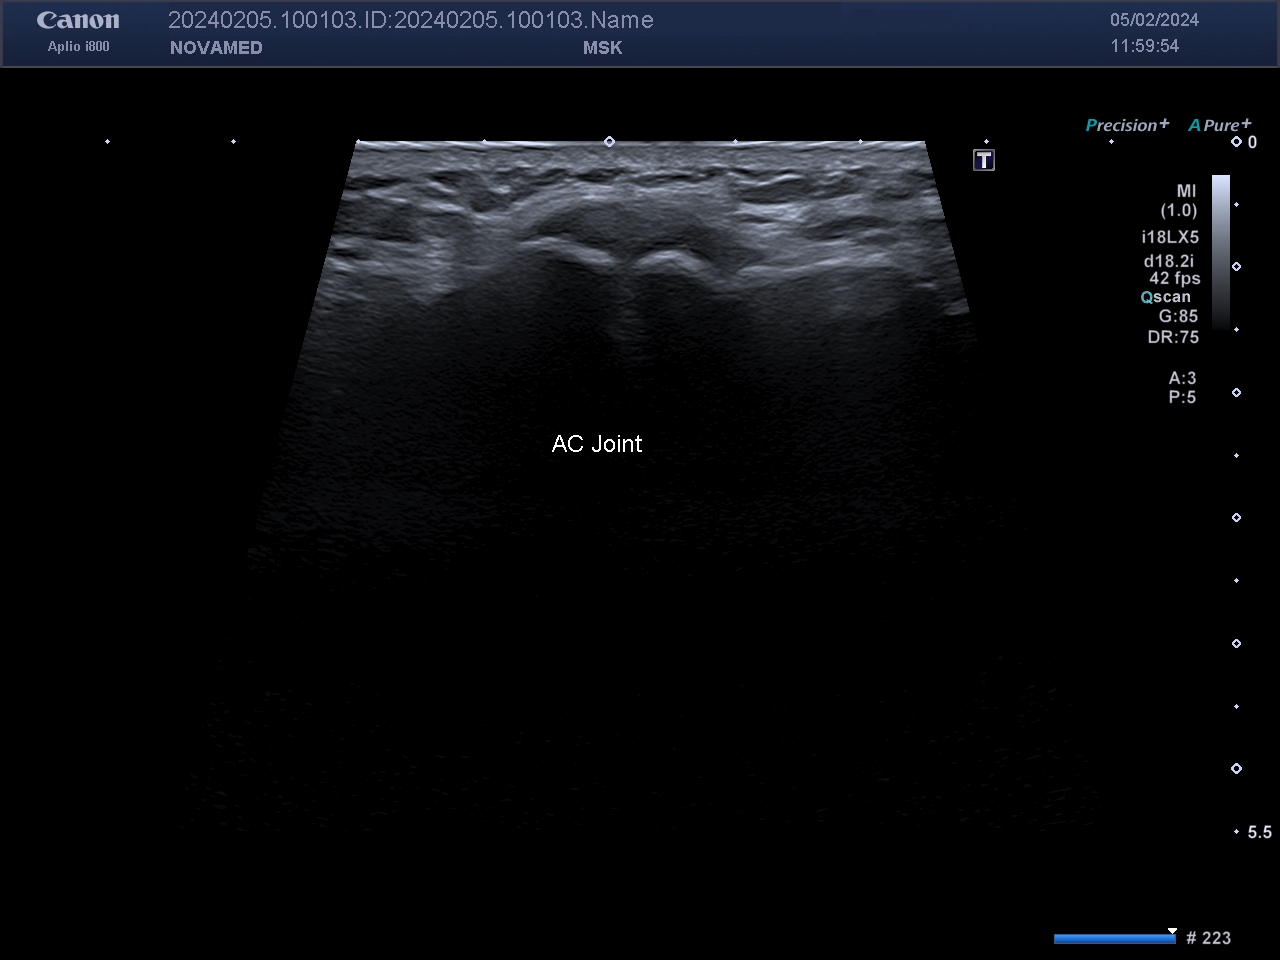 Canon
Aplio i800
20240205.100103.ID:20240205.100103.Name
NOVAMED
MSK
05/02/2024
11:59:54
Precision+ A Pure+
0
T
MI
(1.0)
i18LX5
d18.2i
42 fps
Qscan
G:85
DR:75
A:3
P:5
AC Joint
5.5
# 223